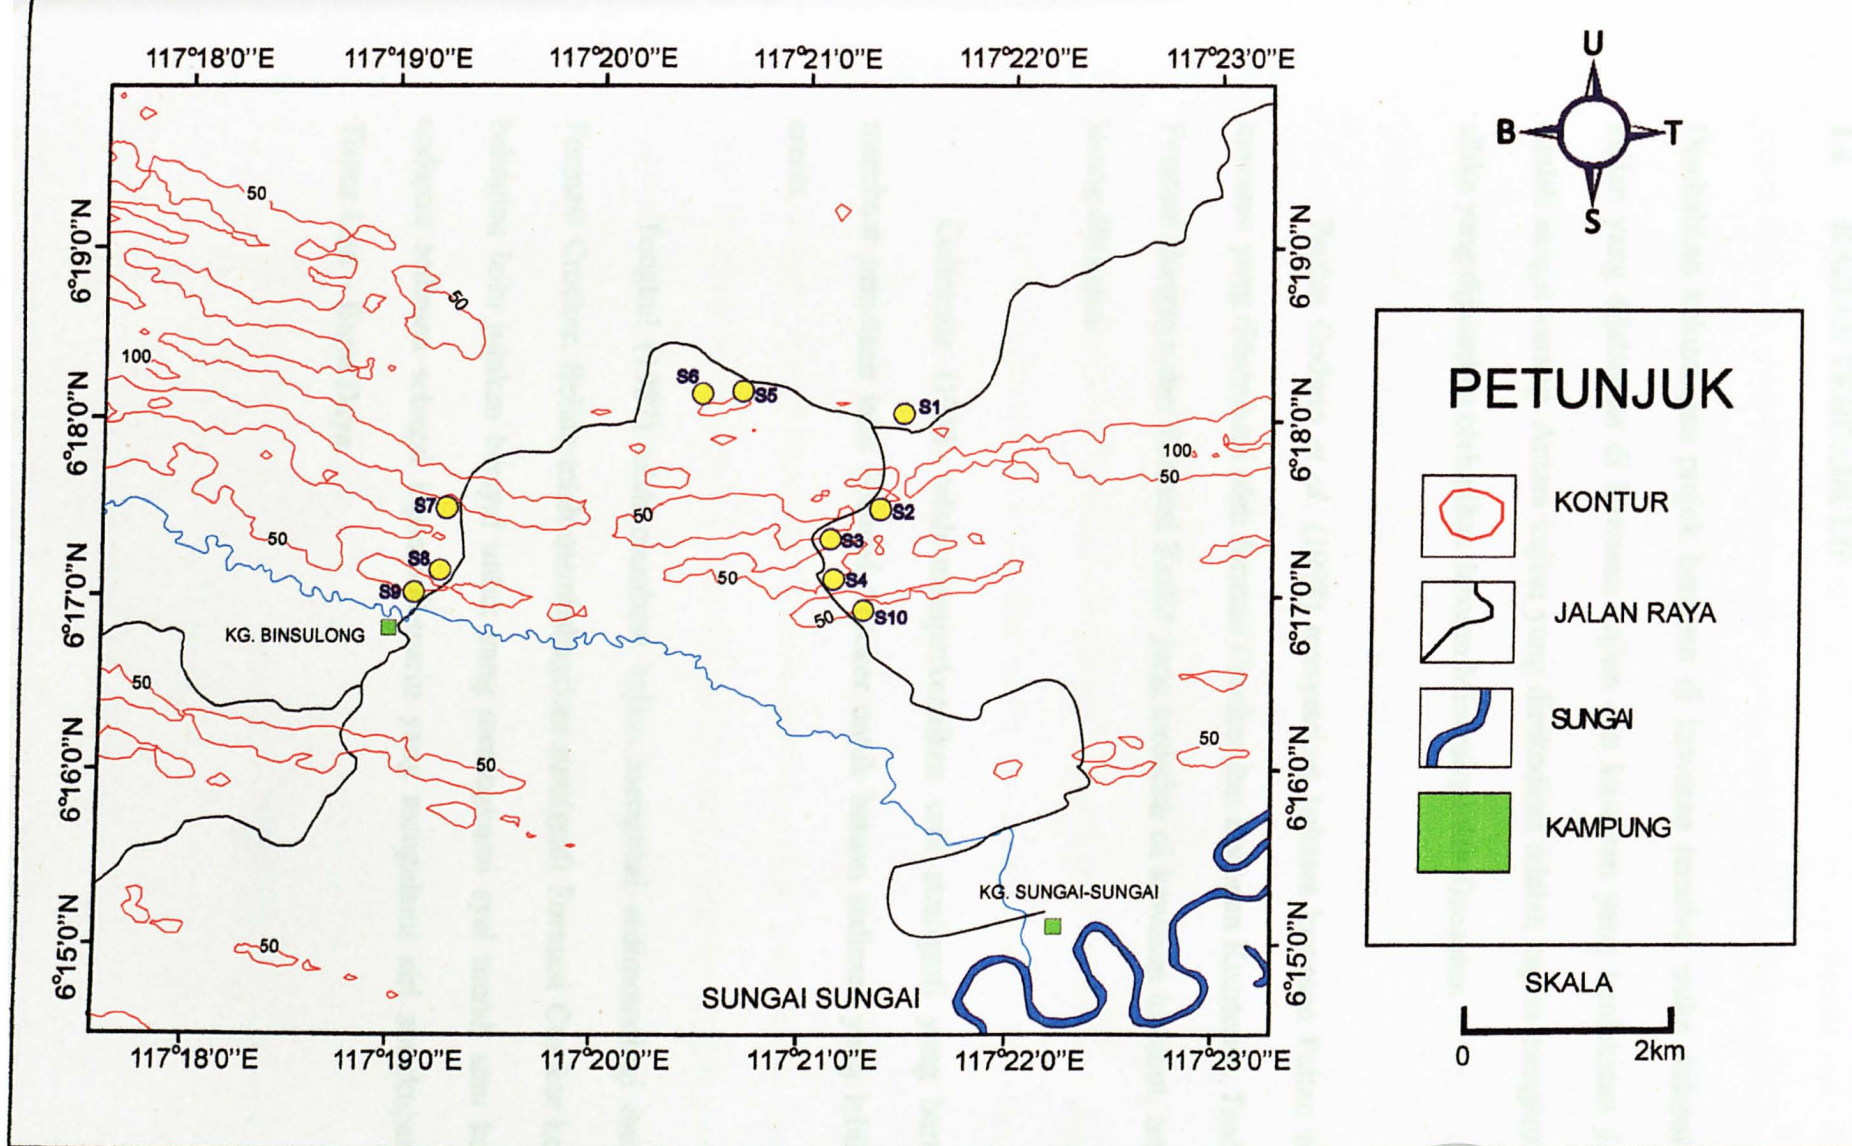 117°18'0"E 117°19'0"E 117°20'0"E 117°21'0"E 117°22'0"E 117°23'0"E
U
B T
S
50
6°19'0"N
6°19'0"N
50
100
S6
S5
S1
6°18'0"N
6°18'0"N
100
50
S7
50
S2
50
S3
S8
S4
50
S9
6°17'0"N
6°17'0"N
50
S10
KG. BINSULONG
50
50
50
6°16'0"N
6°16'0"N
KG. SUNGAI-SUNGAI
50
6°15'0"N
6°15'0"N
SUNGAI SUNGAI
117°18'0"E 117°19'0"E 117°20'0"E 117°21'0"E 117°22'0"E 117°23'0"E
PETUNJUK
KONTUR
JALAN RAYA
SUNGAI
KAMPUNG
SKALA
0 2km